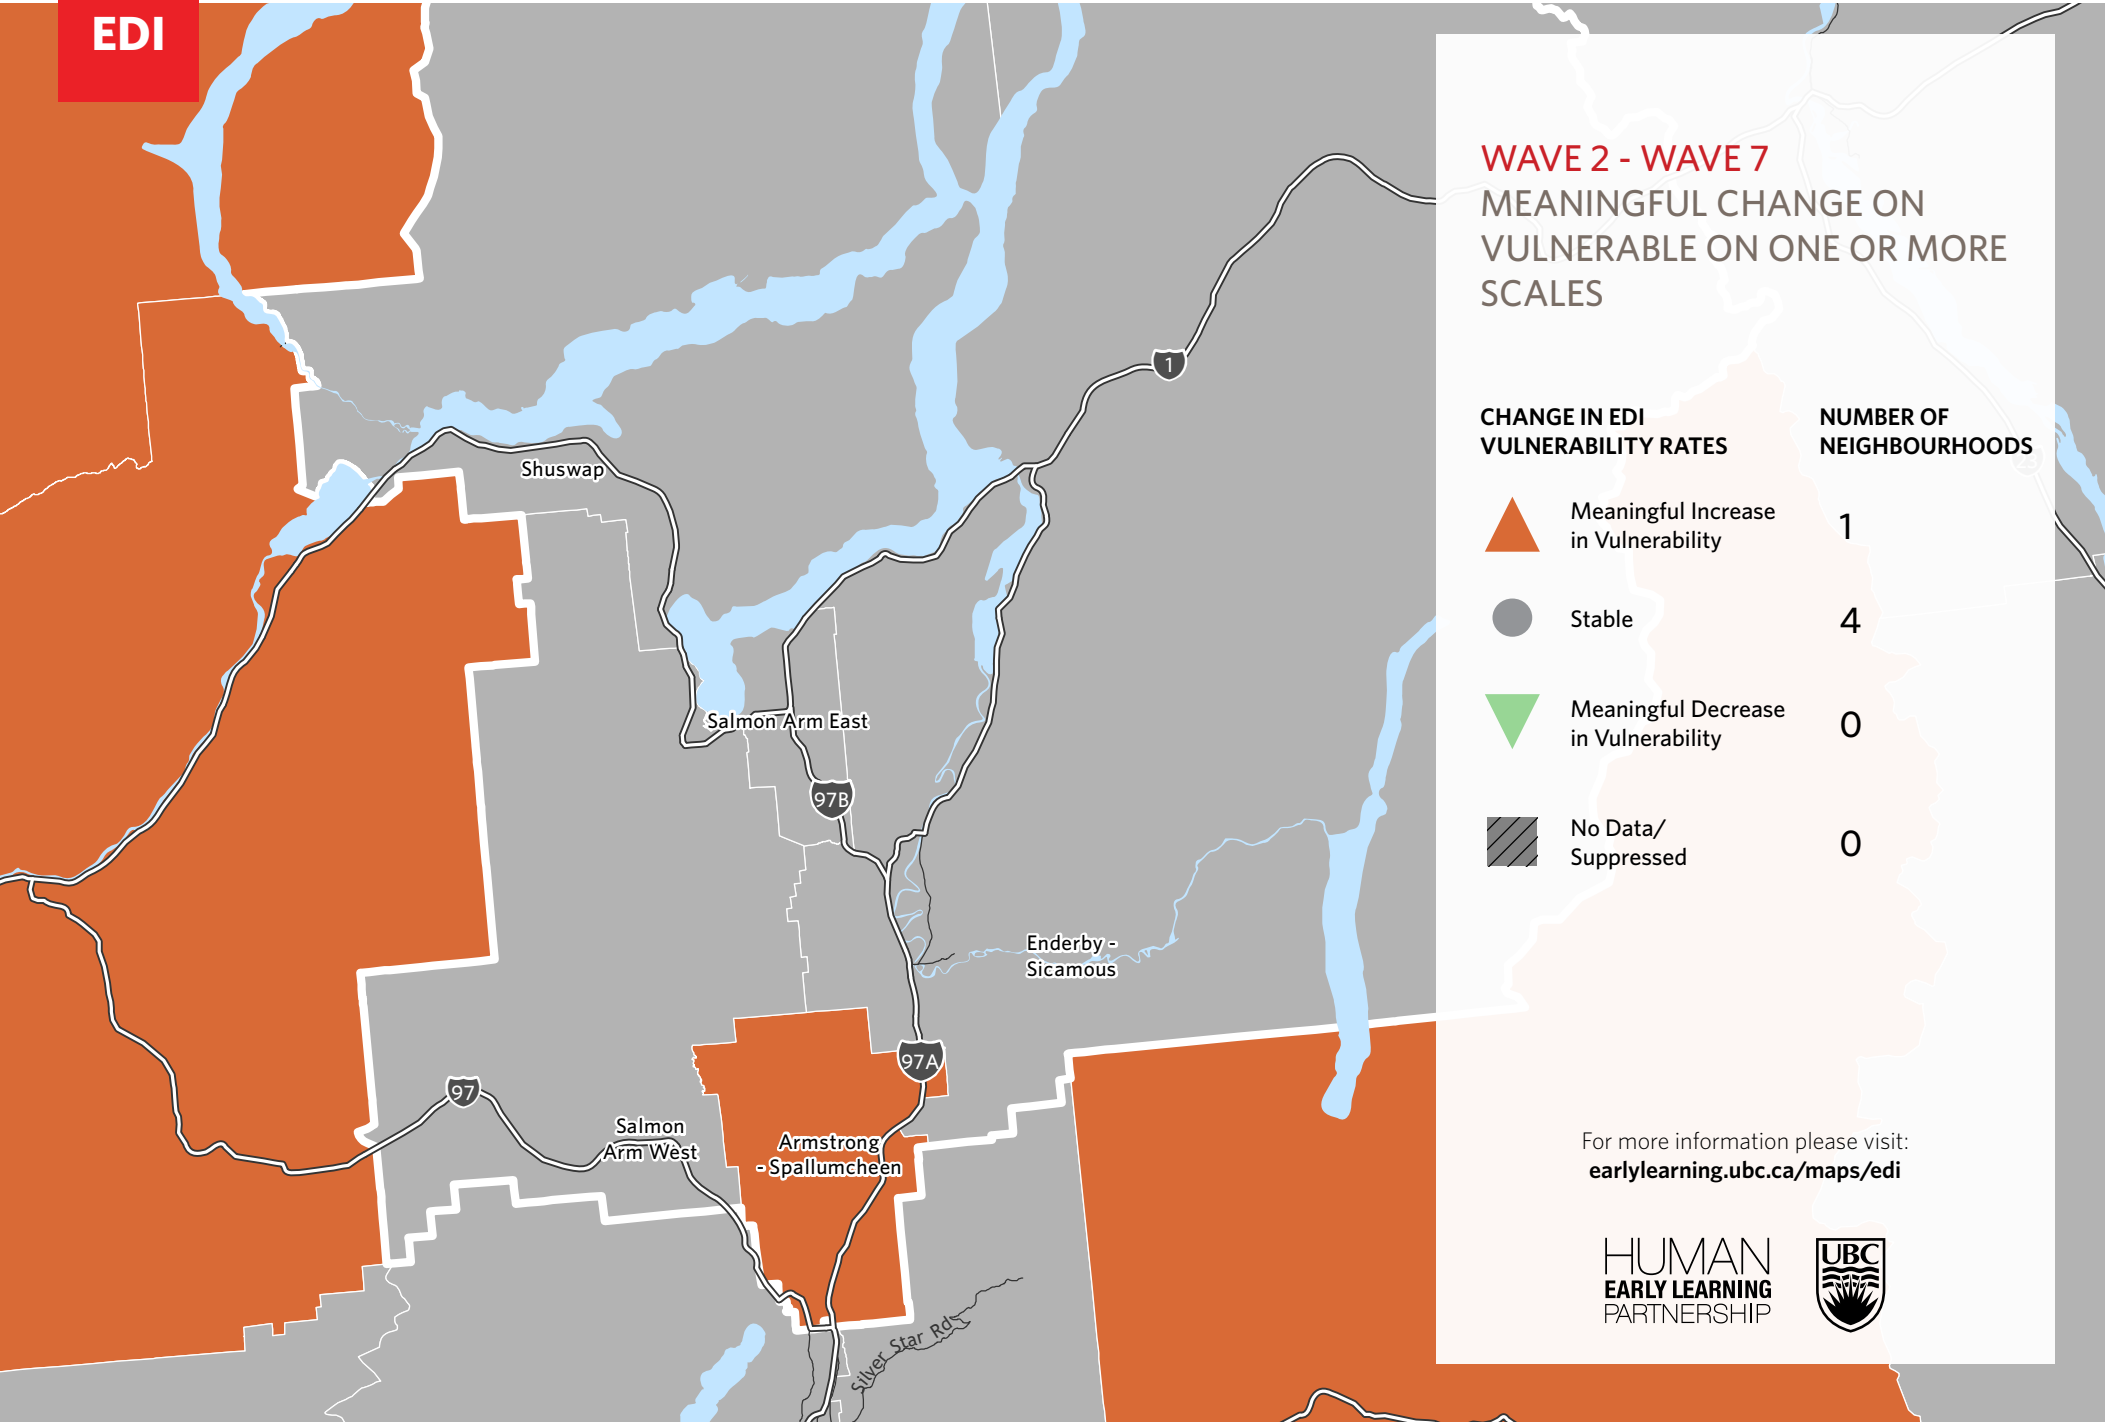 EDI
WAVE 2 - WAVE 7
MEANINGFUL CHANGE ON
VULNERABLE ON ONE OR MORE
SCALES
CHANGE IN EDI
VULNERABILITY RATES
NUMBER OF
NEIGHBOURHOODS
Meaningful Increase
in Vulnerability
1
Stable
4
Meaningful Decrease
in Vulnerability
0
No Data/
Suppressed
0
For more information please visit:
earlylearning.ubc.ca/maps/edi
HUMAN
EARLY LEARNING
PARTNERSHIP
UBC
1
Shuswap
Salmon Arm East
97B
Enderby -
Sicamous
97A
97
Salmon
Arm West
Armstrong
- Spallumcheen
Silver Star Rd